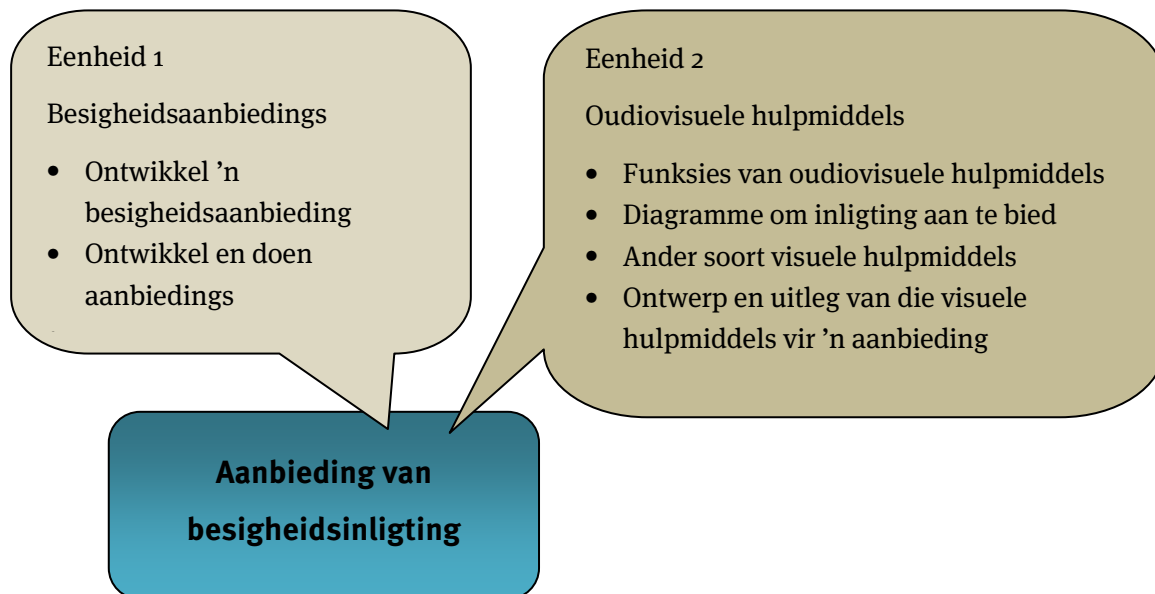 Eenheid 1
Besigheidsaanbiedings
• Ontwikkel ’n
besigheidsaanbieding
• Ontwikkel en doen
aanbiedings
Eenheid 2
Oudiovisuele hulpmiddels
• Funksies van oudiovisuele hulpmiddels
• Diagramme om inligting aan te bied
• Ander soort visuele hulpmiddels
• Ontwerp en uitleg van die visuele
hulpmiddels vir ’n aanbieding
Aanbieding van
besigheidsinligting